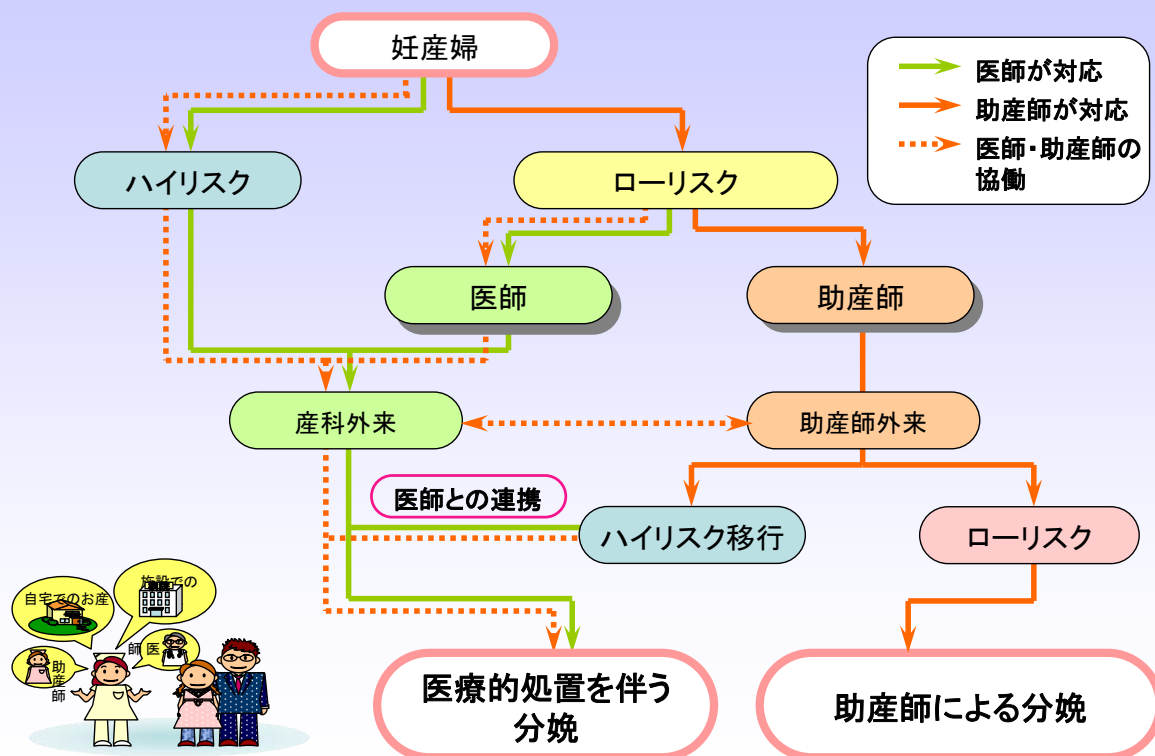 妊産婦
医師が対応
助産師が対応
医師・助産師の
協働
ハイリスク
ローリスク
医師
助産師
産科外来
助産師外来
医師との連携
ハイリスク移行
ローリスク
自宅でのお産
施設での
師医
助産師
医療的処置を伴う
分娩
助産師による分娩